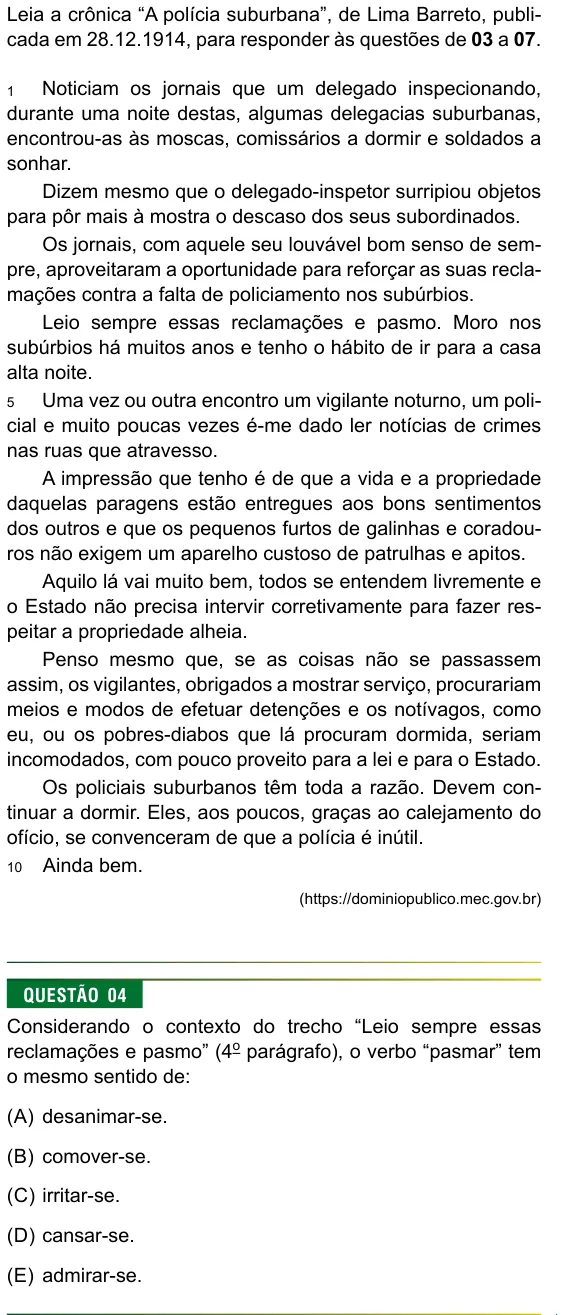 Leia a crônica “A polícia suburbana”, de Lima Barreto, publi-
cada em 28.12.1914, para responder às questões de 03 a 07.
1 Noticiam os jornais que um delegado inspecionando,
durante uma noite destas, algumas delegacias suburbanas,
encontrou-as às moscas, comissários a dormir e soldados a
sonhar.
Dizem mesmo que o delegado-inspetor surripiou objetos
para pôr mais à mostra o descaso dos seus subordinados.
Os jornais, com aquele seu louvável bom senso de sem-
pre, aproveitaram a oportunidade para reforçar as suas recla-
mações contra a falta de policiamento nos subúrbios.
Leio sempre essas reclamações e pasmo. Moro nos
subúrbios há muitos anos e tenho o hábito de ir para a casa
alta noite.
5 Uma vez ou outra encontro um vigilante noturno, um poli-
cial e muito poucas vezes é-me dado ler notícias de crimes
nas ruas que atravesso.
A impressão que tenho é de que a vida e a propriedade
daquelas paragens estão entregues aos bons sentimentos
dos outros e que os pequenos furtos de galinhas e coradou-
ros não exigem um aparelho custoso de patrulhas e apitos.
Aquilo lá vai muito bem, todos se entendem livremente e
o Estado não precisa intervir corretivamente para fazer res-
peitar a propriedade alheia.
Penso mesmo que, se as coisas não se passassem
assim, os vigilantes, obrigados a mostrar serviço, procurariam
meios e modos de efetuar detenções e os notívagos, como
eu, ou os pobres-diabos que lá procuram dormida, seriam
incomodados, com pouco proveito para a lei e para o Estado.
Os policiais suburbanos têm toda a razão. Devem con-
tinuar a dormir. Eles, aos poucos, graças ao calejamento do
ofício, se convenceram de que a polícia é inútil.
10 Ainda bem.
(https://dominiopublico.mec.gov.br)
QUESTÃO 04
Considerando o contexto do trecho “Leio sempre essas
reclamações e pasmo” (4º parágrafo), o verbo “pasmar” tem
o mesmo sentido de:
(A) desanimar-se.
(B) comover-se.
(C) irritar-se.
(D) cansar-se.
(E) admirar-se.